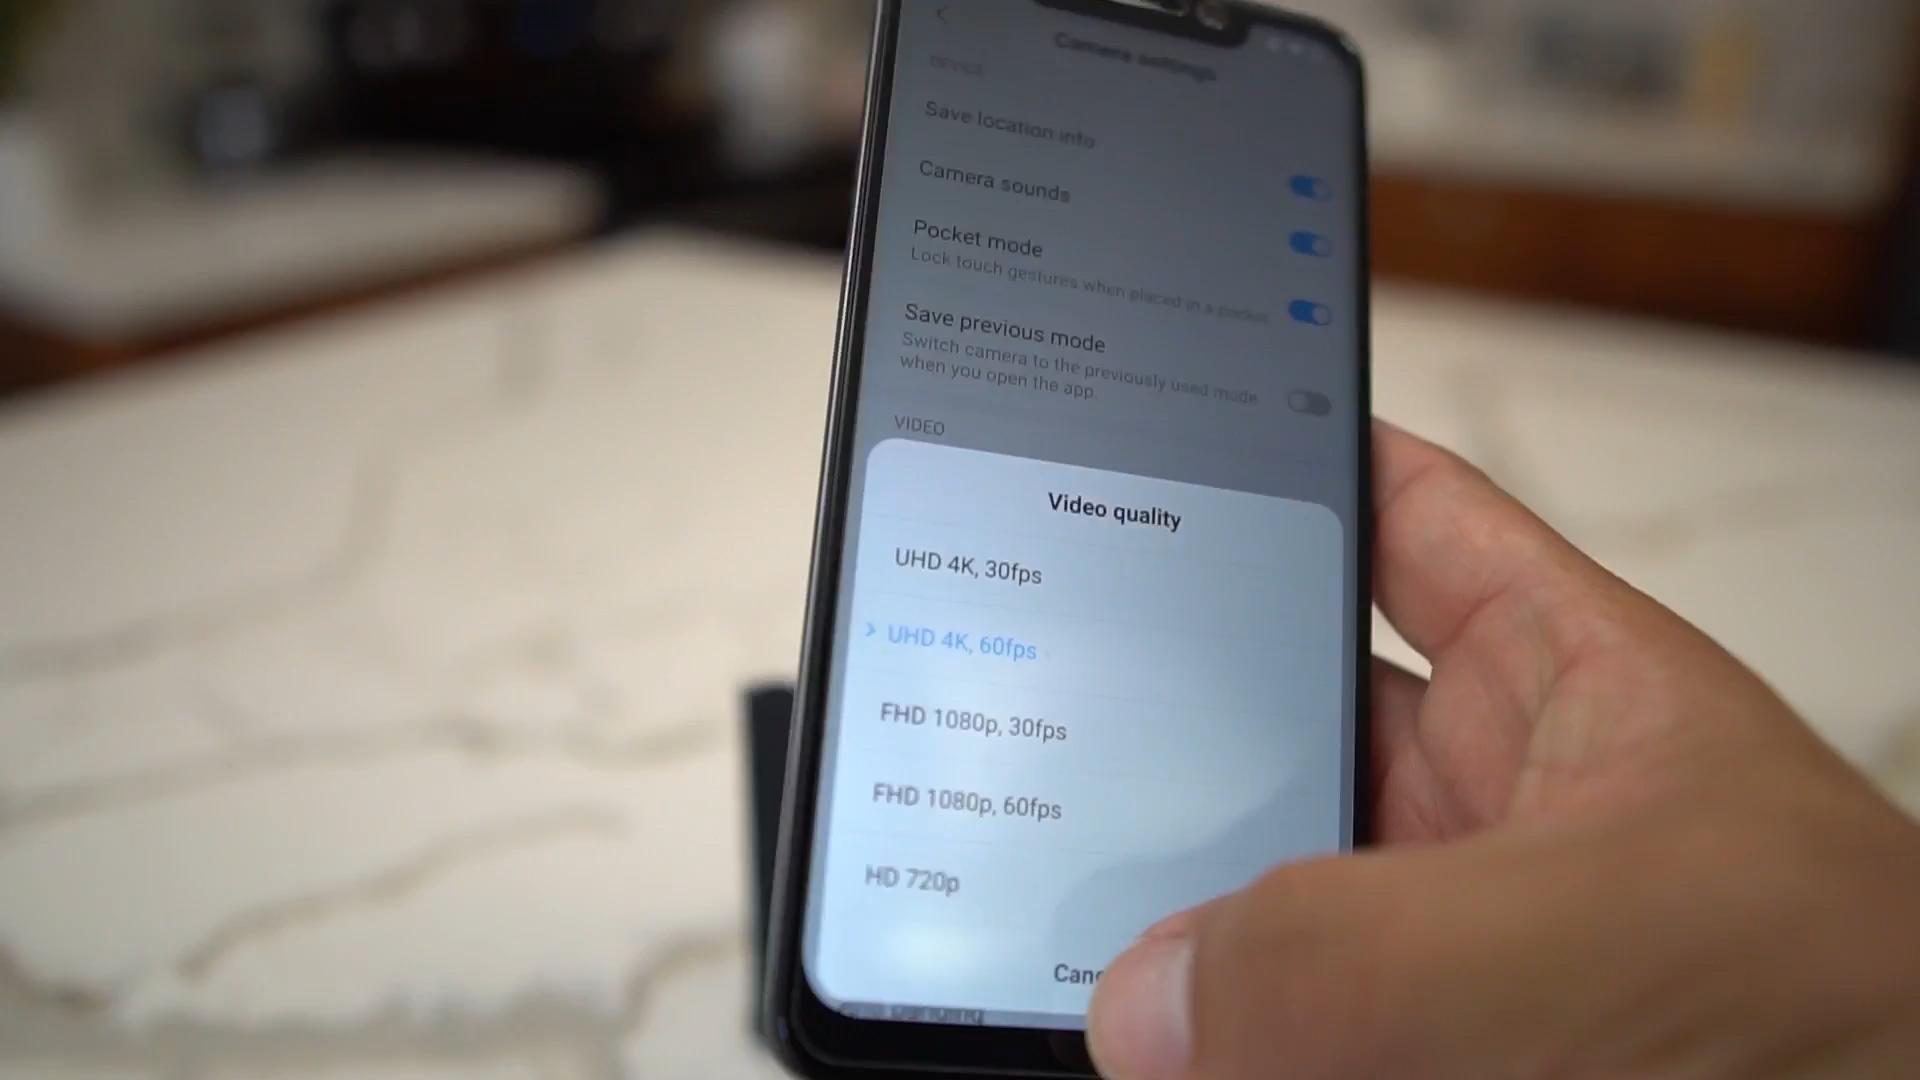 Camera settings
DEVICE
Save location info
Camera sounds
Pocket mode
Lock touch gestures when placed in a pocket
Save previous mode
Switch camera to the previously used mode
when you open the app.
VIDEO
Video quality
UHD 4K, 30fps
UHD 4K, 60fps
FHD 1080p, 30fps
FHD 1080p, 60fps
HD 720p
Canc